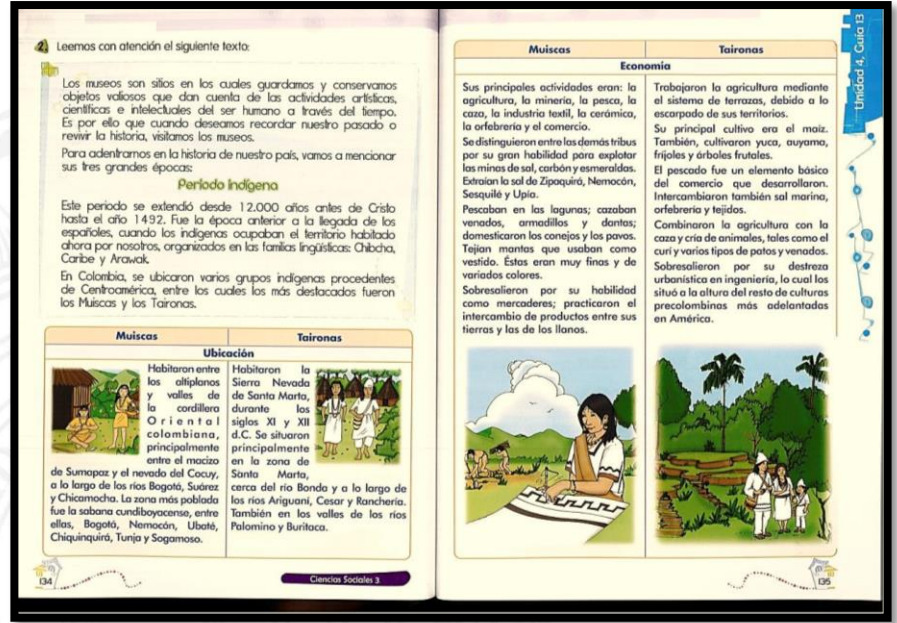 2. Leemos con atención el siguiente texto:
Los museos son sitios en los cuales guardamos y conservamos
objetos valiosos que dan cuenta de las actividades artísticas,
científicas e intelectuales del ser humano a través del tiempo.
Es por ello que cuando deseamos recordar nuestro pasado o
revivir la historia, visitamos los museos.
Para adentrarnos en la historia de nuestro país, vamos a mencionar
sus tres grandes épocas:
Período Indígena
Este período se extendió desde 12.000 años antes de Cristo
hasta el año 1492. Fue la época anterior a la llegada de los
españoles, cuando los indígenas ocupaban el territorio habitado
ahora por nosotros, organizados en las familias lingüísticas: Chibcha,
Caribe y Arawak.
En Colombia, se ubicaron varios grupos indígenas procedentes
de Centroamérica, entre los cuales los más destacados fueron
los Muiscas y los Taironas.
Muiscas
Taironas
Ubicación
Habitaron entre
los altiplanos
y valles de
la cordillera
Oriental
colombiana,
principalmente
entre el macizo
de Sumapaz y el nevado del Cocuy,
a lo largo de los ríos Bogotá, Suárez
y Chicamocha. La zona más poblada
fue la sabana cundiboyacense, entre
ellas, Bogotá, Nemocón, Ubaté,
Chiquinquirá, Tunja y Sogamoso.
Habitaron la
Sierra Nevada
de Santa Marta,
durante los
siglos XI y XII
d.C. Se situaron
principalmente
en la zona de
Santa Marta,
cerca del río Bonda y a lo largo de
los ríos Ariguaní, Cesar y Ranchería.
También en los valles de los ríos
Palomino y Buritaca.
134
Ciencias Sociales 3
Unidad 4, Guía 13
Muiscas
Taironas
Economía
Sus principales actividades eran: la
agricultura, la minería, la pesca, la
caza, la industria textil, la cerámica,
la orfebrería y el comercio.
Se distinguieron entre las demás tribus
por su gran habilidad para explotar
las minas de sal, carbón y esmeraldas.
Extraían la sal de Zipaquirá, Nemocón,
Sesquilé y Upía.
Pescaban en las lagunas; cazaban
venados, armadillos y dantas;
domesticaron los conejos y los pavos.
Tejían mantas que usaban como
vestido. Éstas eran muy finas y de
variados colores.
Sobresalieron por su habilidad
como mercaderes; practicaron el
intercambio de productos entre sus
tierras y las de los llanos.
Trabajaron la agricultura mediante
el sistema de terrazas, debido a lo
escarpado de sus territorios.
Su principal cultivo era el maíz.
También, cultivaron yuca, auyama,
fríjoles y árboles frutales.
El pescado fue un elemento básico
del comercio que desarrollaron.
Intercambiaron también sal marina,
orfebrería y tejidos.
Combinaron la agricultura con la
caza y cría de animales, tales como el
curí y varios tipos de patos y venados.
Sobresalieron por su destreza
urbanística en ingeniería, lo cual los
situó a la altura del resto de culturas
precolombinas más adelantadas
en América.
135